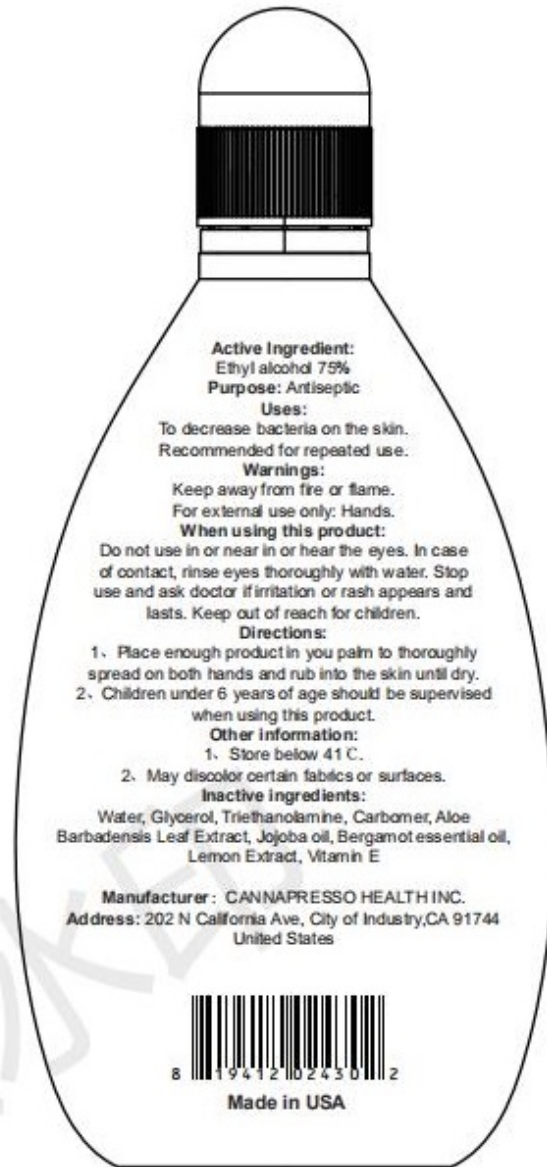 Active Ingredient:
Ethyl alcohol 75%
Purpose: Antiseptic
Uses:
To decrease bacteria on the skin.
Recommended for repeated use.
Warnings:
Keep away from fire or flame.
For external use only: Hands.
When using this product:
Do not use in or near in or hear the eyes. In case
of contact, rinse eyes thoroughly with water. Stop
use and ask doctor if irritation or rash appears and
lasts. Keep out of reach for children.
Directions:
1、Place enough product in you palm to thoroughly
spread on both hands and rub into the skin until dry.
2、Children under 6 years of age should be supervised
when using this product.
Other information:
1、Store below 41℃.
2、May discolor certain fabrics or surfaces.
Inactive ingredients:
Water, Glycerol, Triethanolamine, Carbomer, Aloe
Barbadensis Leaf Extract, Jojoba oil, Bergamot essential oil,
Lemon Extract, Vitamin E
Manufacturer：CANNAPRESSO HEALTH INC.
Address: 202 N California Ave, City of Industry,CA 91744
United States
8 19412 02430 2
Made in USA